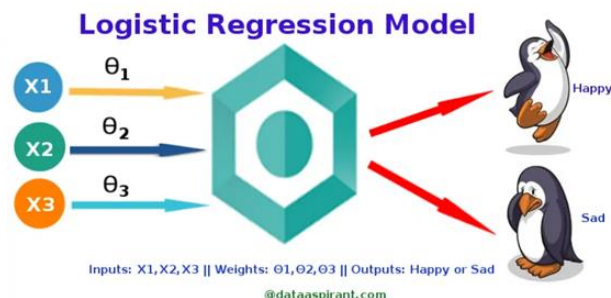 Logistic Regression Model
X1
θ1
X2
θ2
X3
θ3
Happy
Sad
Inputs: X1,X2,X3 || Weights: Θ1,Θ2,Θ3 || Outputs: Happy or Sad
@dataaspirant.com